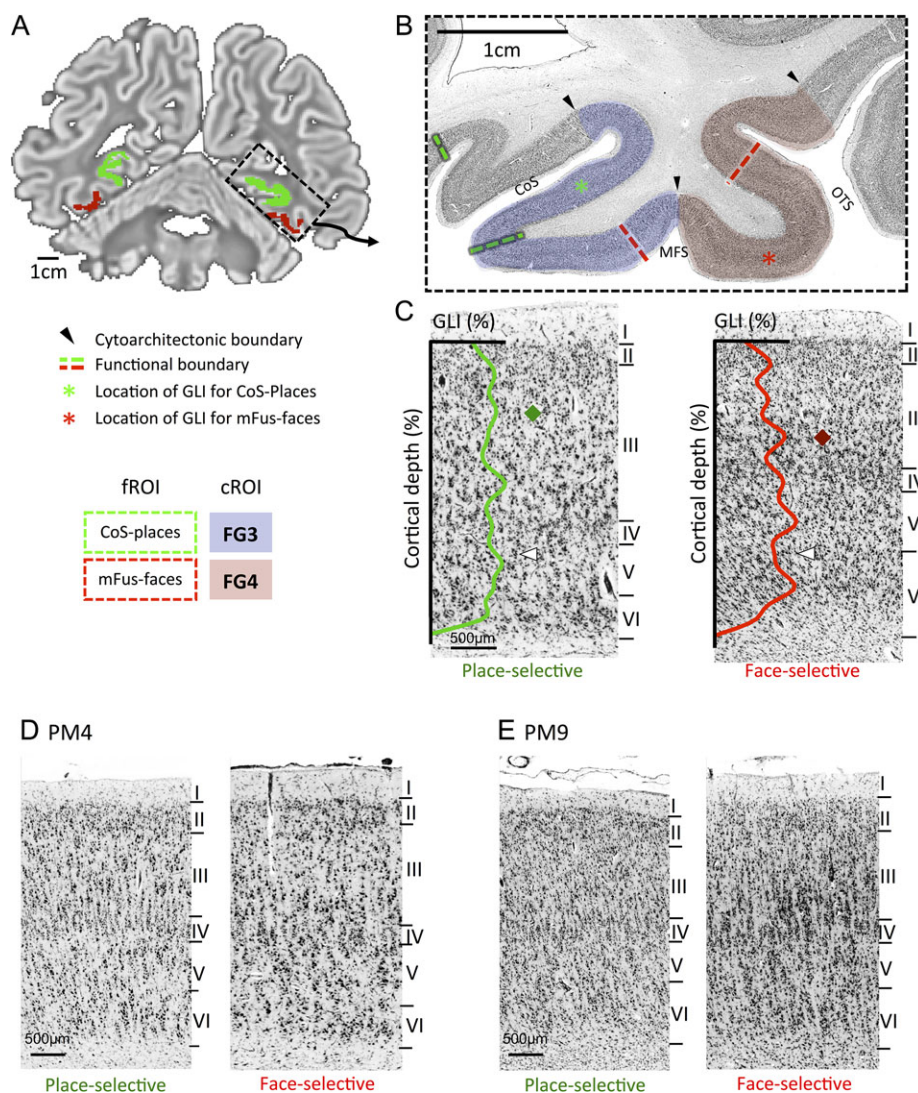 A
1cm
Cytoarchitectonic boundary
Functional boundary
Location of GLI for CoS-Places
Location of GLI for mFus-faces
fROI cROI
CoS-places FG3
mFus-faces FG4
B
1cm
CoS
MFS
OTS
C
GLI (%)
Cortical depth (%)
I
II
III
IV
V
VI
500µm
Place-selective
GLI (%)
Cortical depth (%)
I
II
II
IV
V
V
Face-selective
D PM4
I
II
III
IV
V
VI
500µm
Place-selective
I
II
III
IV
V
VI
Face-selective
E PM9
I
II
III
IV
V
VI
500µm
Place-selective
I
II
III
IV
V
VI
Face-selective